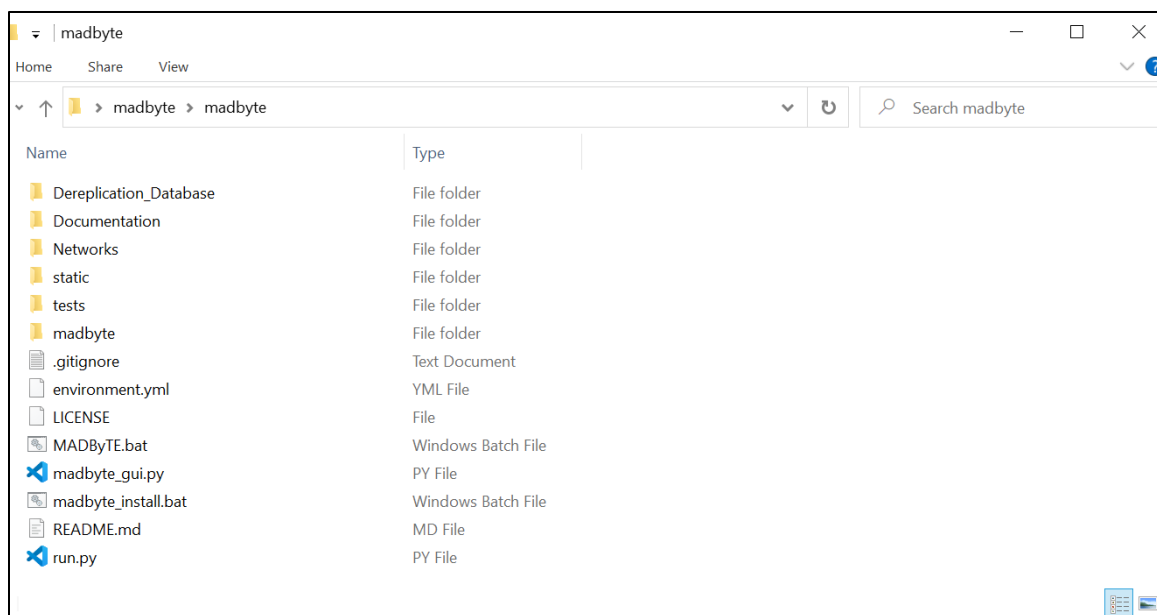 madbyte
Home Share View ?
madbyte madbyte Search madbyte
Name Type
Dereplication_Database File folder
Documentation File folder
Networks File folder
static File folder
tests File folder
madbyte File folder
.gitignore Text Document
environment.yml YML File
LICENSE File
MADByTE.bat Windows Batch File
madbyte_gui.py PY File
madbyte_install.bat Windows Batch File
README.md MD File
run.py PY File